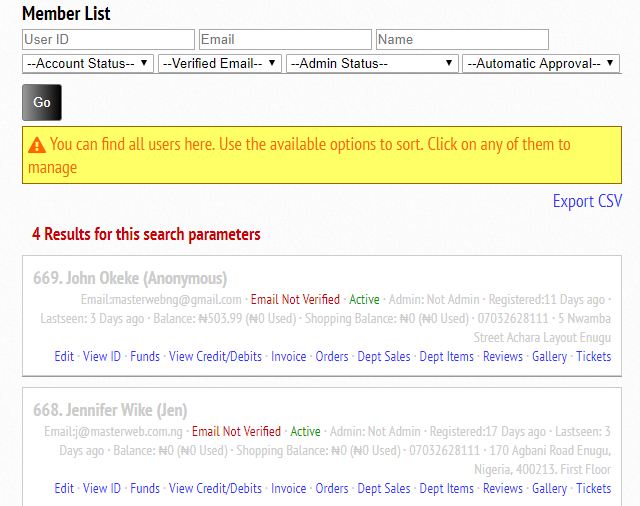 Member List
User ID Email Name
--Account Status-- --Verified Email-- --Admin Status-- --Automatic Approval--
Go
You can find all users here. Use the available options to sort. Click on any of them to
manage
Export CSV
4 Results for this search parameters
669. John Okeke (Anonymous)
Email:masterwebng@gmail.com · Email Not Verified · Active · Admin: Not Admin · Registered:11 Days ago ·
Lastseen: 3 Days ago · Balance: ₦503.99 (₦0 Used) · Shopping Balance: ₦0 (₦0 Used) · 07032628111 · 5 Nwamba
Street Achara Layout Enugu
Edit · View ID · Funds · View Credit/Debits · Invoice · Orders · Dept Sales · Dept Items · Reviews · Gallery · Tickets
668. Jennifer Wike (Jen)
Email:j@masterweb.com.ng · Email Not Verified · Active · Admin: Not Admin · Registered:17 Days ago · Lastseen: 3
Days ago · Balance: ₦0 (₦0 Used) · Shopping Balance: ₦0 (₦0 Used) · 07032628111 · 170 Agbani Road Enugu,
Nigeria, 400213. First Floor
Edit · View ID · Funds · View Credit/Debits · Invoice · Orders · Dept Sales · Dept Items · Reviews · Gallery · Tickets